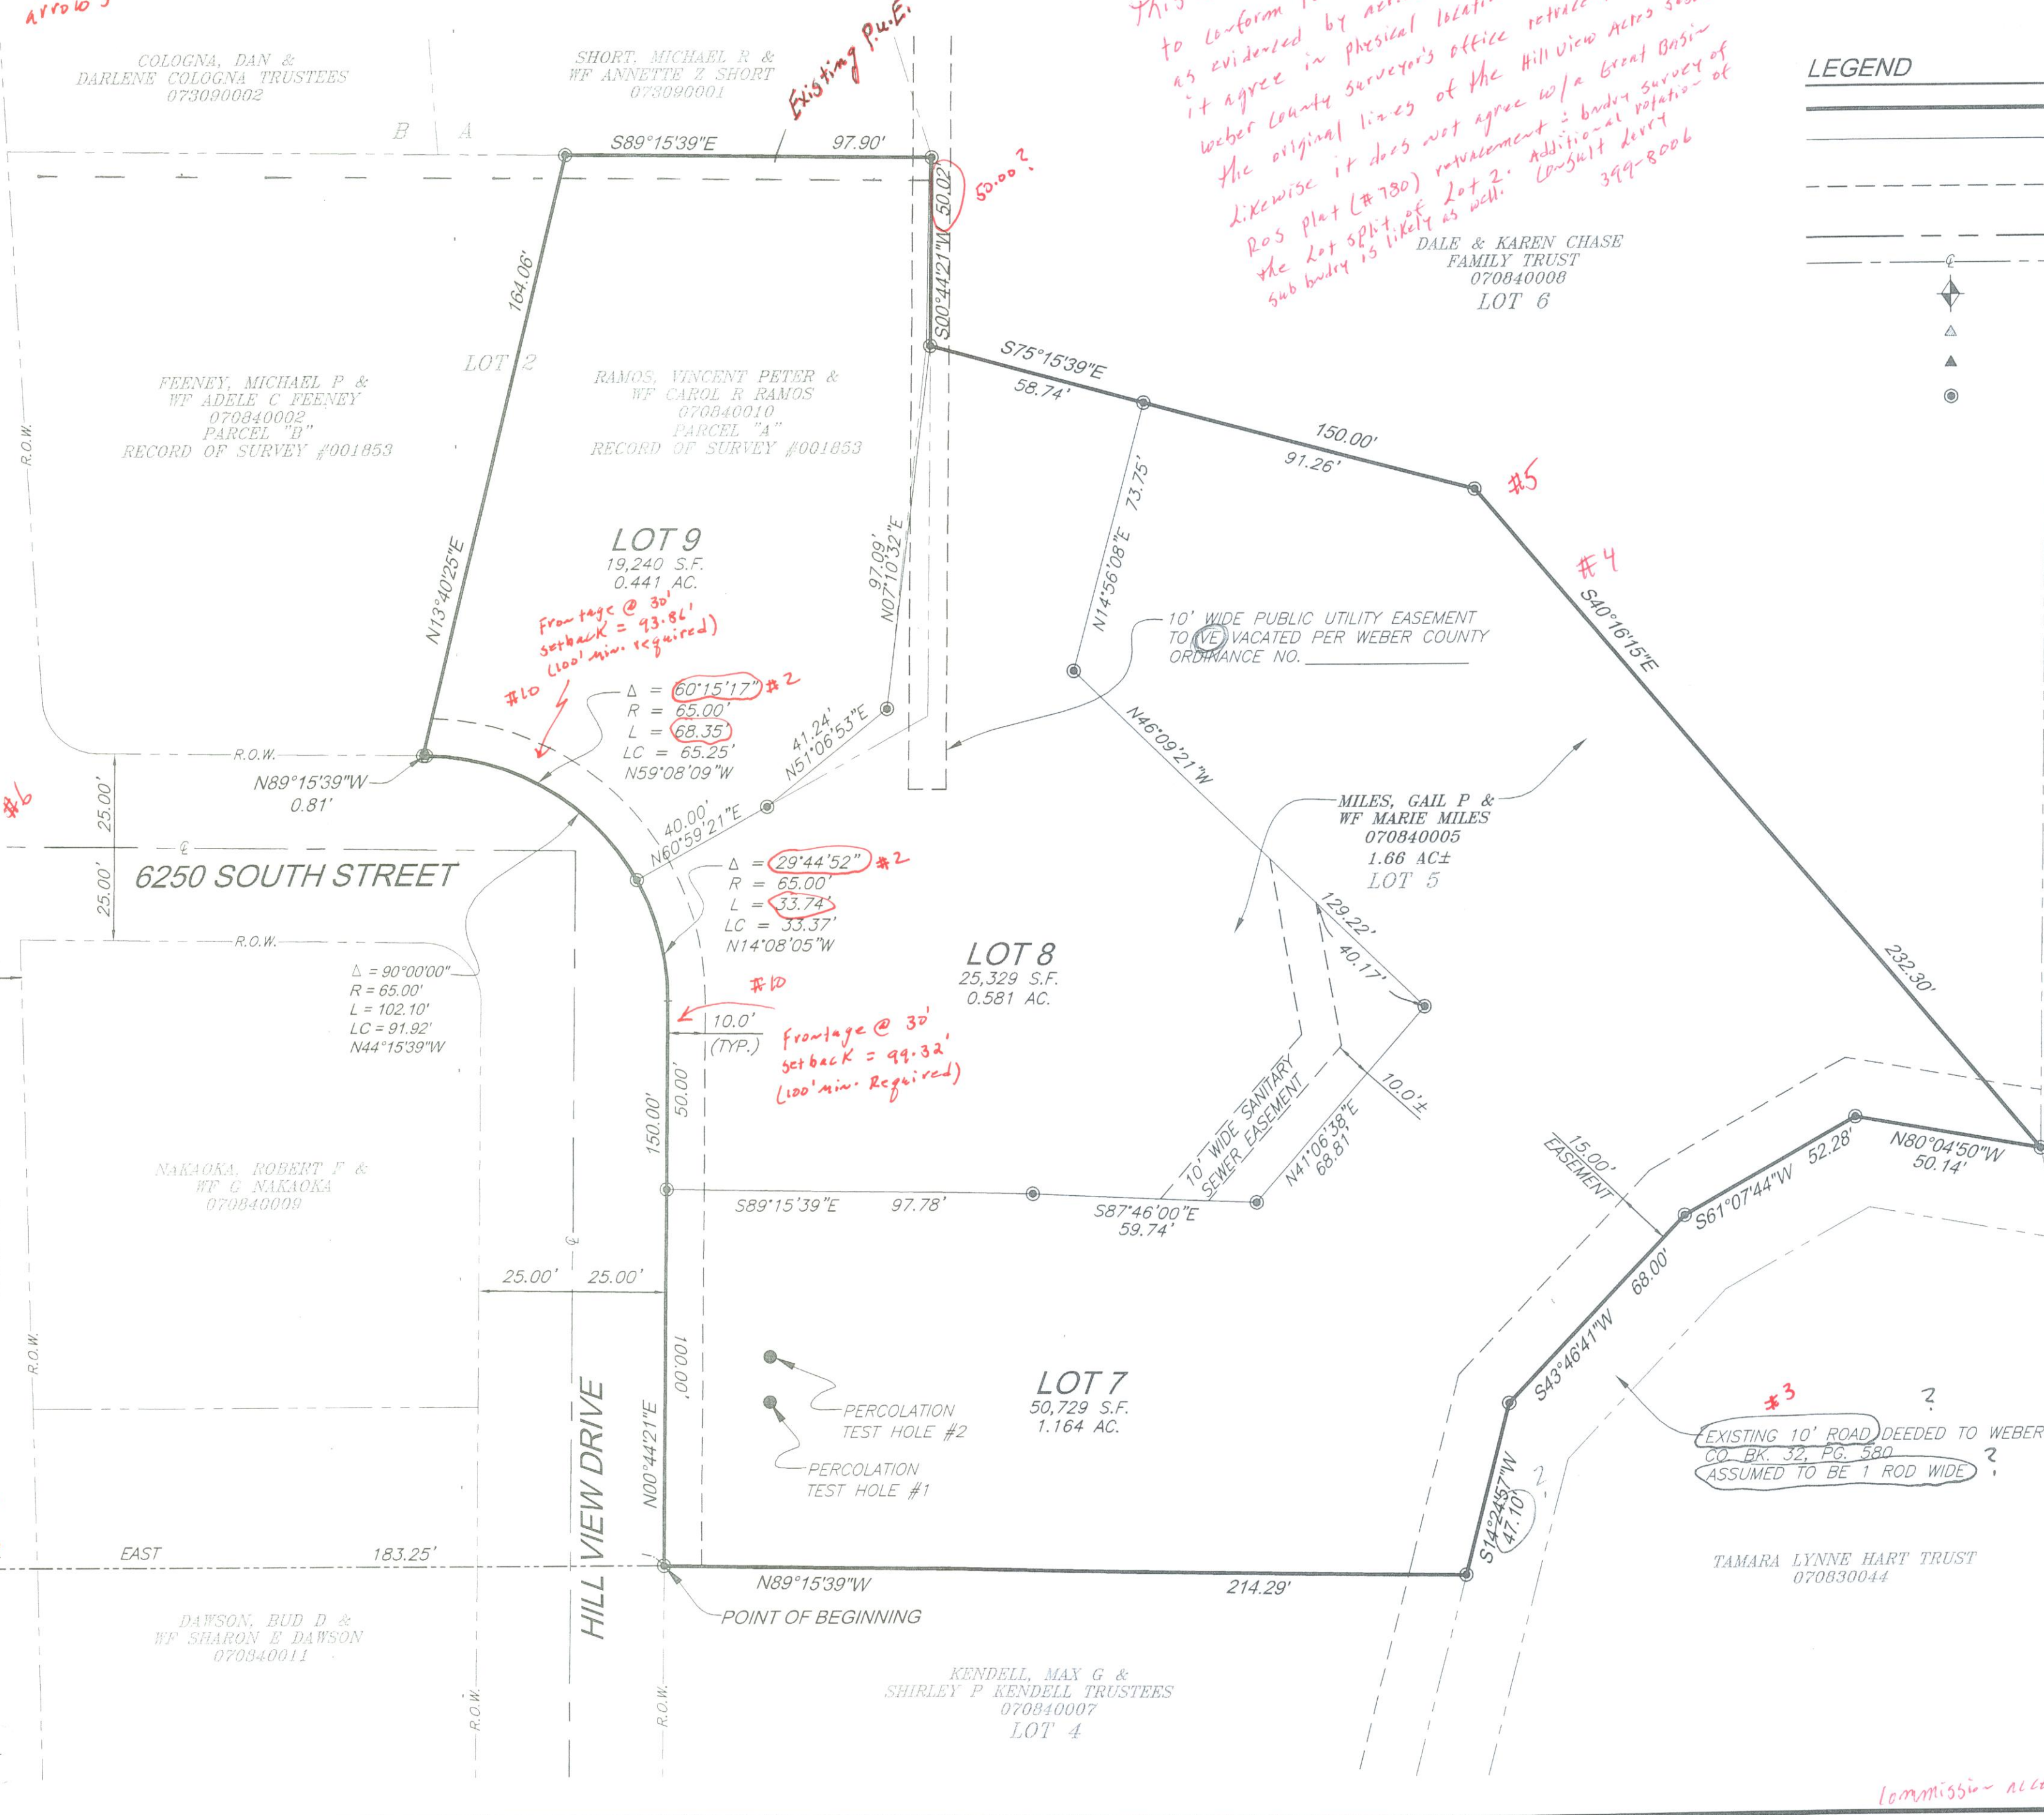 arrows
COLOGNA, DAN &
DARLENE COLOGNA TRUSTEES
073090002
SHORT, MICHAEL R &
WF ANNETTE Z SHORT
073090001
Existing P.U.E.
This
to conform
as evidenced by
it agree in physical
Weber County Surveyor's office
the original lines of the Hill View Acres
Likewise it does not agree w/ a Great Basin
ROS plat (#780) retracement & bndry survey of
the Lot split of Lot 2. Additional rotation of
sub bndry is likely as well. Consult
399-8006
LEGEND
B
A
S89°15'39"E
97.90'
50.02'
50.00'?
S00°44'21"W
DALE & KAREN CHASE
FAMILY TRUST
070840008
LOT 6
℄
164.06'
N13°40'25"E
LOT 2
FEENEY, MICHAEL P &
WF ADELE C FEENEY
070840002
PARCEL "B"
RECORD OF SURVEY #001853
RAMOS, VINCENT PETER &
WF CAROL R RAMOS
070840010
PARCEL "A"
RECORD OF SURVEY #001853
R.O.W.
S75°15'39"E
58.74'
150.00'
91.26'
#5
N14°56'08"E 73.75'
97.09'
N07°10'32"E
LOT 9
19,240 S.F.
0.441 AC.
Frontage @ 30'
setback = 93.86'
(100' min. required)
#10
#4
S40°16'15"E
232.30'
10' WIDE PUBLIC UTILITY EASEMENT
TO VE VACATED PER WEBER COUNTY
ORDINANCE NO.
Δ = 60°15'17" #2
R = 65.00'
L = 68.35'
LC = 65.25'
N59°08'09"W
41.24'
N51°06'53"E
40.00'
N60°59'21"E
N46°09'21"W
129.22'
40.17'
R.O.W.
N89°15'39"W
0.81'
#6
25.00'
25.00'
℄
6250 SOUTH STREET
R.O.W.
MILES, GAIL P &
WF MARIE MILES
070840005
1.66 AC±
LOT 5
Δ = 29°44'52" #2
R = 65.00'
L = 33.74'
LC = 33.37'
N14°08'05"W
LOT 8
25,329 S.F.
0.581 AC.
Δ = 90°00'00"
R = 65.00'
L = 102.10'
LC = 91.92'
N44°15'39"W
#10
10.0'
(TYP.)
Frontage @ 30'
setback = 99.32'
(100' min. Required)
150.00'
50.00'
10' WIDE SANITARY
SEWER EASEMENT
10.0'±
N41°06'38"E
68.81'
S89°15'39"E
97.78'
S87°46'00"E
59.74'
15.00'
EASEMENT
N80°04'50"W
50.14'
S61°07'44"W 52.28'
S43°46'41"W 68.00'
NAKAOKA, ROBERT F &
WF G NAKAOKA
070840009
℄
25.00'
25.00'
R.O.W.
HILL VIEW DRIVE
N00°44'21"E
100.00'
LOT 7
50,729 S.F.
1.164 AC.
PERCOLATION
TEST HOLE #2
PERCOLATION
TEST HOLE #1
#3
?
EXISTING 10' ROAD DEEDED TO WEBER
CO BK. 32, PG. 580
ASSUMED TO BE 1 ROD WIDE
?
S14°24'57"W
47.10'
?
EAST
183.25'
N89°15'39"W
214.29'
POINT OF BEGINNING
TAMARA LYNNE HART TRUST
070830044
DAWSON, BUD D &
WF SHARON E DAWSON
070840011
R.O.W.
R.O.W.
KENDELL, MAX G &
SHIRLEY P KENDELL TRUSTEES
070840007
LOT 4
Commission